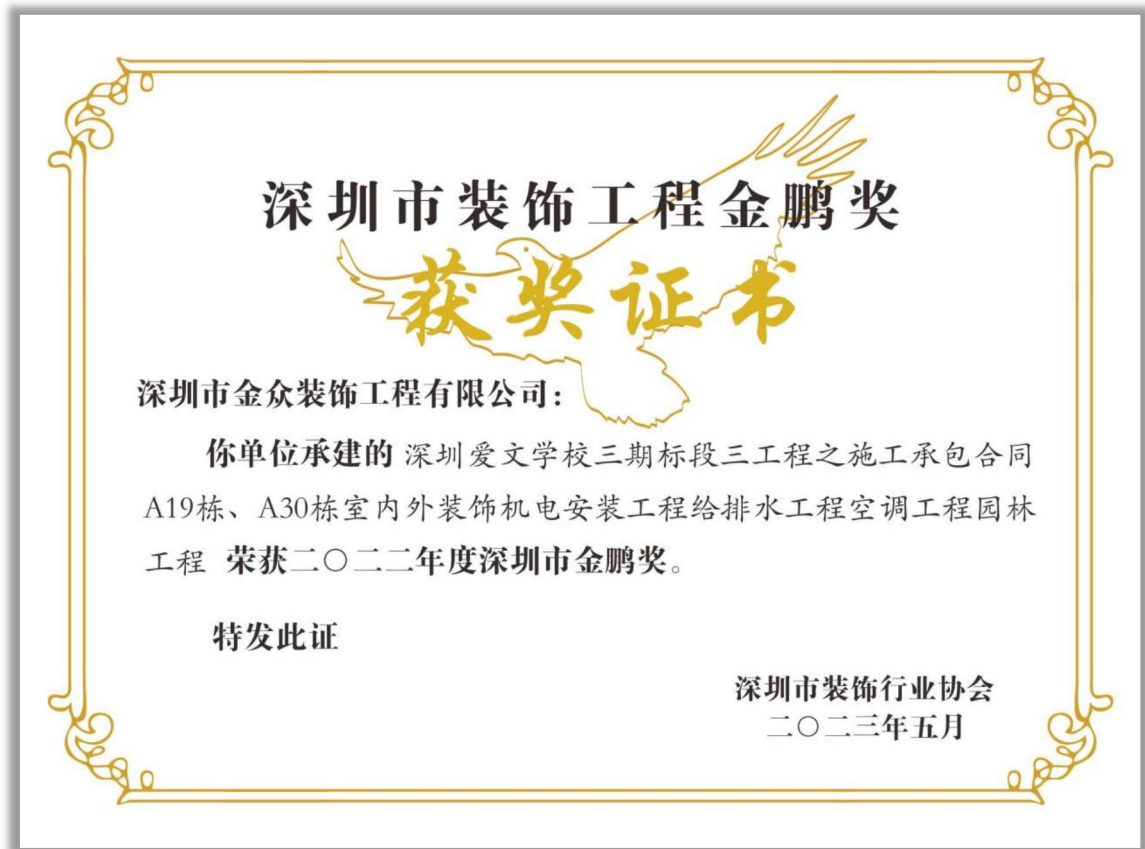 深圳市装饰工程金鹏奖
获奖证书
深圳市金众装饰工程有限公司：
你单位承建的 深圳爱文学校三期标段三工程之施工承包合同
A19栋、A30栋室内外装饰机电安装工程给排水工程空调工程园林
工程 荣获二〇二二年度深圳市金鹏奖。
特发此证
深圳市装饰行业协会
二〇二三年五月